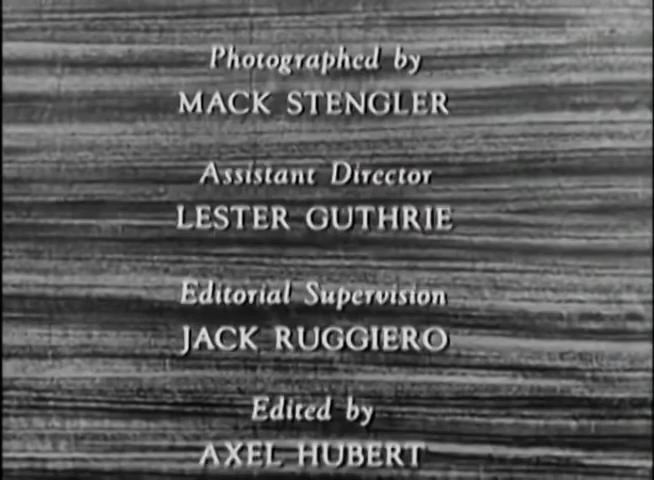 Photographed by
MACK STENGLER
Assistant Director
LESTER GUTHRIE
Editorial Supervision
JACK RUGGIERO
Edited by
AXEL HUBERT